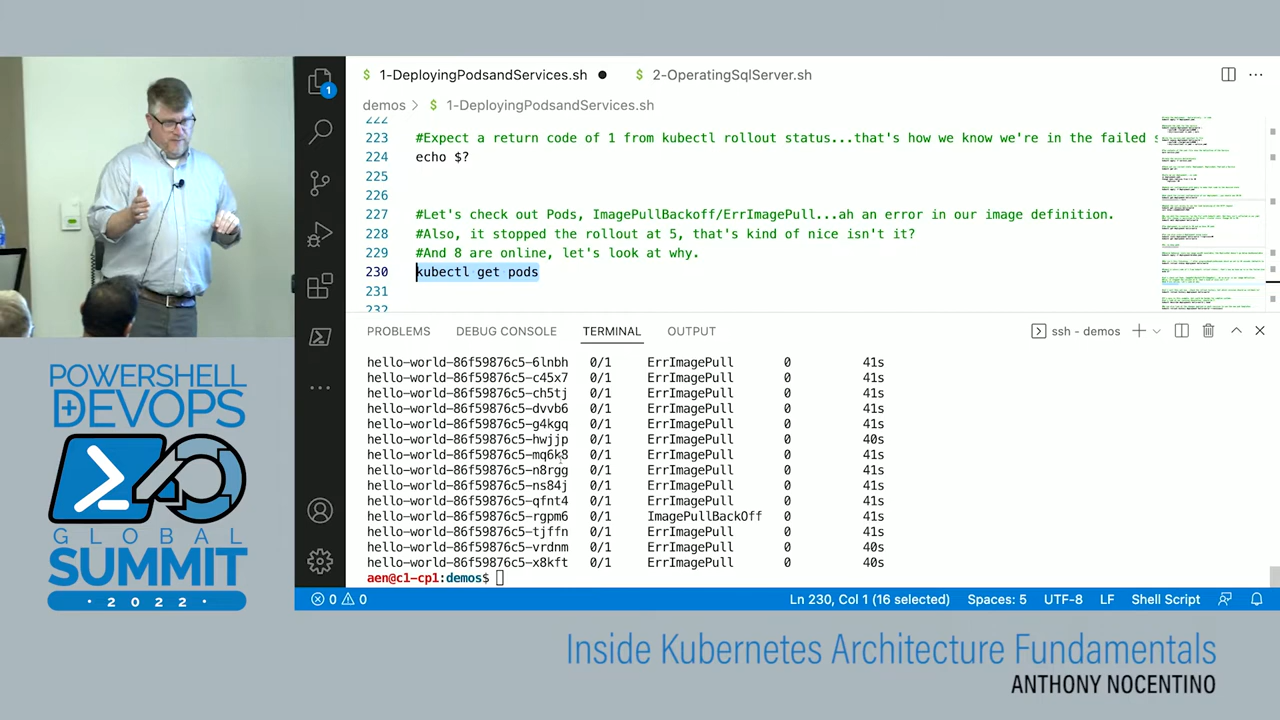 $ 1-DeployingPodsandServices.sh ● $ 2-OperatingSqlServer.sh
demos > 1-DeployingPodsandServices.sh
222
223 #Expect return code of 1 from kubectl rollout status...that's how we know we're in the failed s
224 echo $?
225
226
227 #Let's check out Pods, ImagePullBackoff/ErrImagePull...ah an error in our image definition.
228 #Also, it stopped the rollout at 5, that's kind of nice isn't it?
229 #And 8 are online, let's look at why.
230 kubectl get pods
231
PROBLEMS DEBUG CONSOLE TERMINAL OUTPUT ssh - demos
hello-world-86f59876c5-6lnbh 0/1 ErrImagePull 0 41s
hello-world-86f59876c5-c45x7 0/1 ErrImagePull 0 41s
hello-world-86f59876c5-ch5tj 0/1 ErrImagePull 0 41s
hello-world-86f59876c5-dvvb6 0/1 ErrImagePull 0 41s
hello-world-86f59876c5-g4kgq 0/1 ErrImagePull 0 41s
hello-world-86f59876c5-hwjjp 0/1 ErrImagePull 0 40s
hello-world-86f59876c5-mq6k8 0/1 ErrImagePull 0 41s
hello-world-86f59876c5-n8rgg 0/1 ErrImagePull 0 41s
hello-world-86f59876c5-ns84j 0/1 ErrImagePull 0 41s
hello-world-86f59876c5-qfnt4 0/1 ErrImagePull 0 41s
hello-world-86f59876c5-rgpm6 0/1 ImagePullBackOff 0 41s
hello-world-86f59876c5-tjffn 0/1 ErrImagePull 0 41s
hello-world-86f59876c5-vrdnm 0/1 ErrImagePull 0 40s
hello-world-86f59876c5-x8kft 0/1 ErrImagePull 0 40s
aen@c1-cp1:demos$
0 0 Ln 230, Col 1 (16 selected) Spaces: 5 UTF-8 LF Shell Script
1
POWERSHELL
+DEVOPS
GLOBAL
SUMMIT
· 2022 ·
Inside Kubernetes Architecture Fundamentals
ANTHONY NOCENTINO